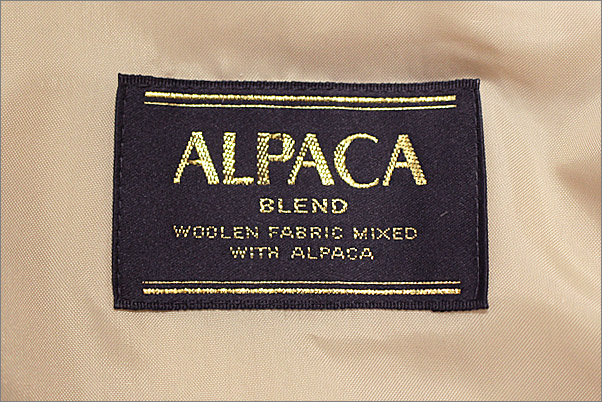 ALPACA
BLEND
WOOLEN FABRIC MIXED
WITH ALPACA